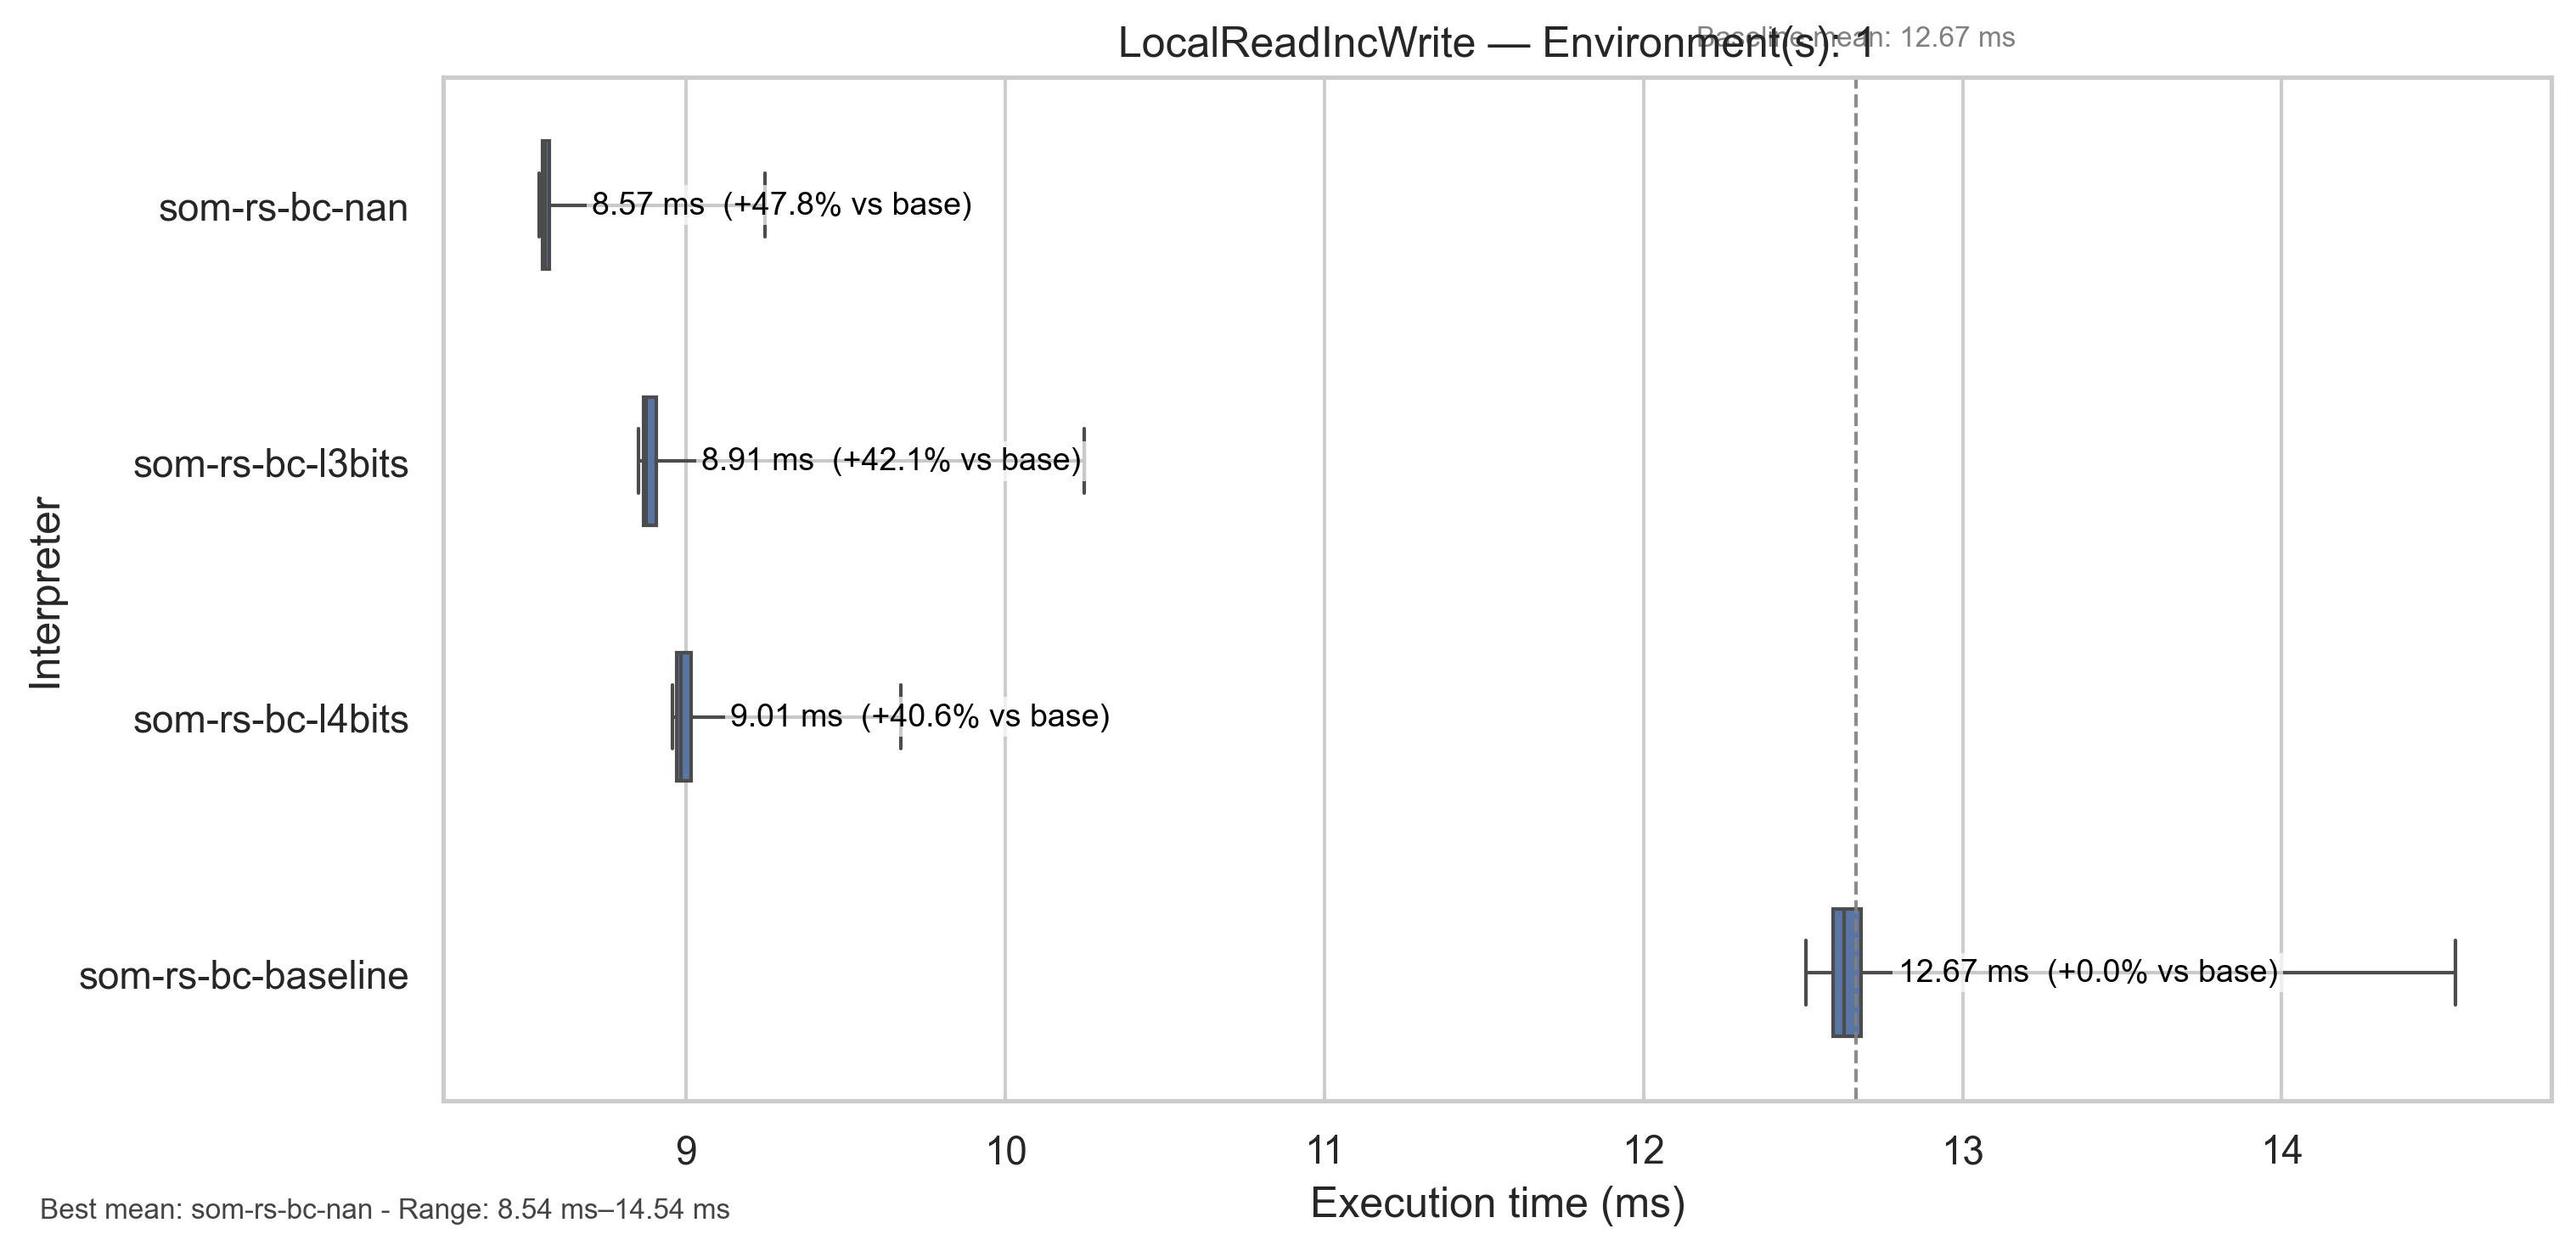 LocalReadIncWrite — Environment(s): 1
Baseline mean: 12.67 ms
som-rs-bc-nan
8.57 ms (+47.8% vs base)
som-rs-bc-l3bits
8.91 ms (+42.1% vs base)
som-rs-bc-l4bits
9.01 ms (+40.6% vs base)
som-rs-bc-baseline
12.67 ms (+0.0% vs base)
Interpreter
9 10 11 12 13 14
Execution time (ms)
Best mean: som-rs-bc-nan - Range: 8.54 ms–14.54 ms